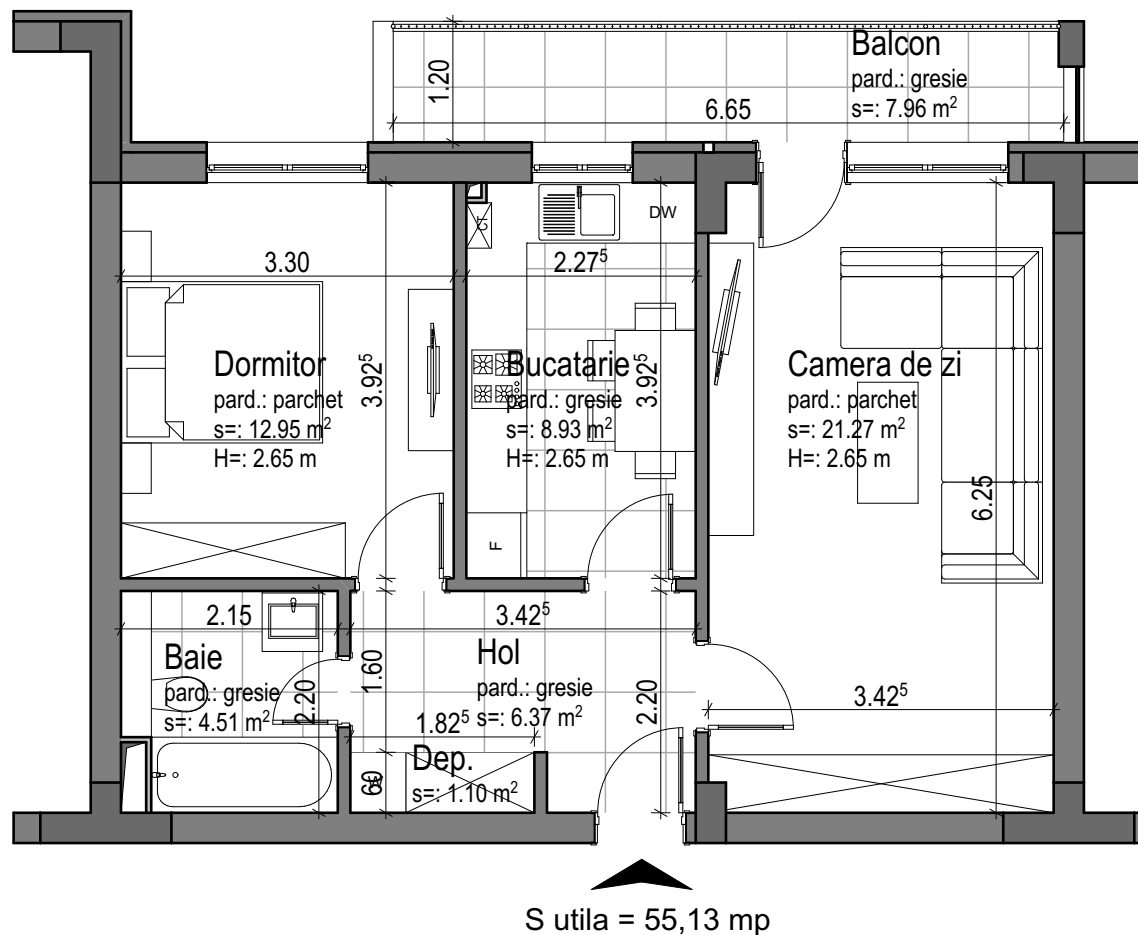 Balcon
pard.: gresie
s=: 7.96 m²
1.20
6.65
DW
CT
3.30
2.27⁵
Dormitor
pard.: parchet
s=: 12.95 m²
H=: 2.65 m
3.92⁵
Bucatarie
pard.: gresie
s=: 8.93 m²
H=: 2.65 m
3.92⁵
Camera de zi
pard.: parchet
s=: 21.27 m²
H=: 2.65 m
6.25
F
2.15
3.42⁵
Baie
pard.: gresie
s=: 4.51 m²
2.20
1.60
Hol
pard.: gresie
s=: 6.37 m²
2.20
3.42⁵
1.82⁵
Dep.
s=: 1.10 m²
60
S utila = 55,13 mp